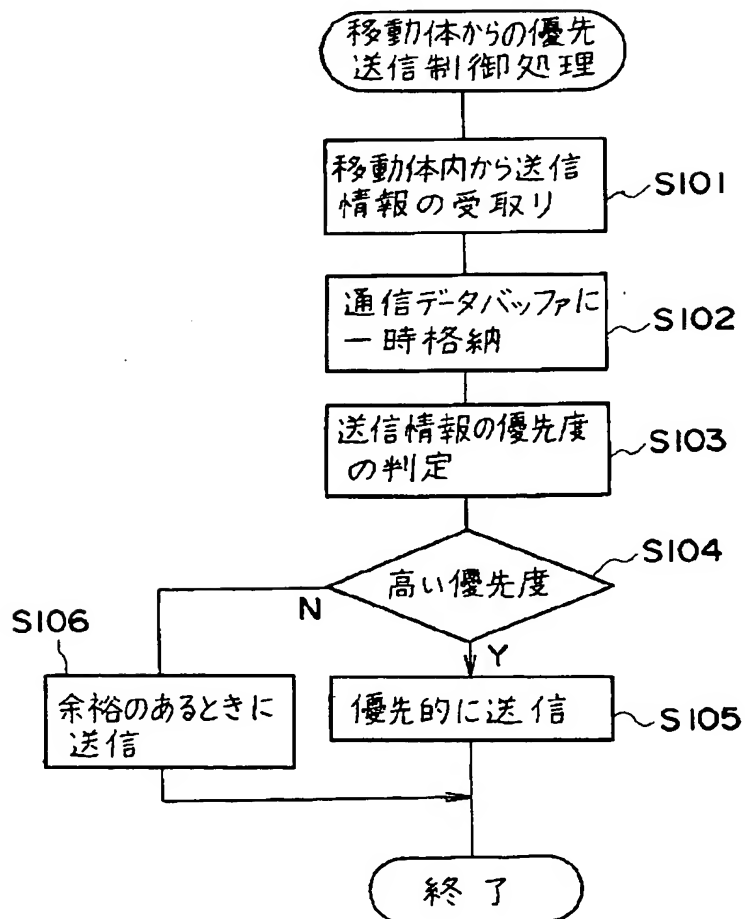 移動体からの優先
送信制御処理
移動体内から送信
情報の受取り
S101
通信データバッファに
一時格納
S102
送信情報の優先度
の判定
S103
高い優先度
S104
N
Y
S106
余裕のあるときに
送信
優先的に送信
S105
終了